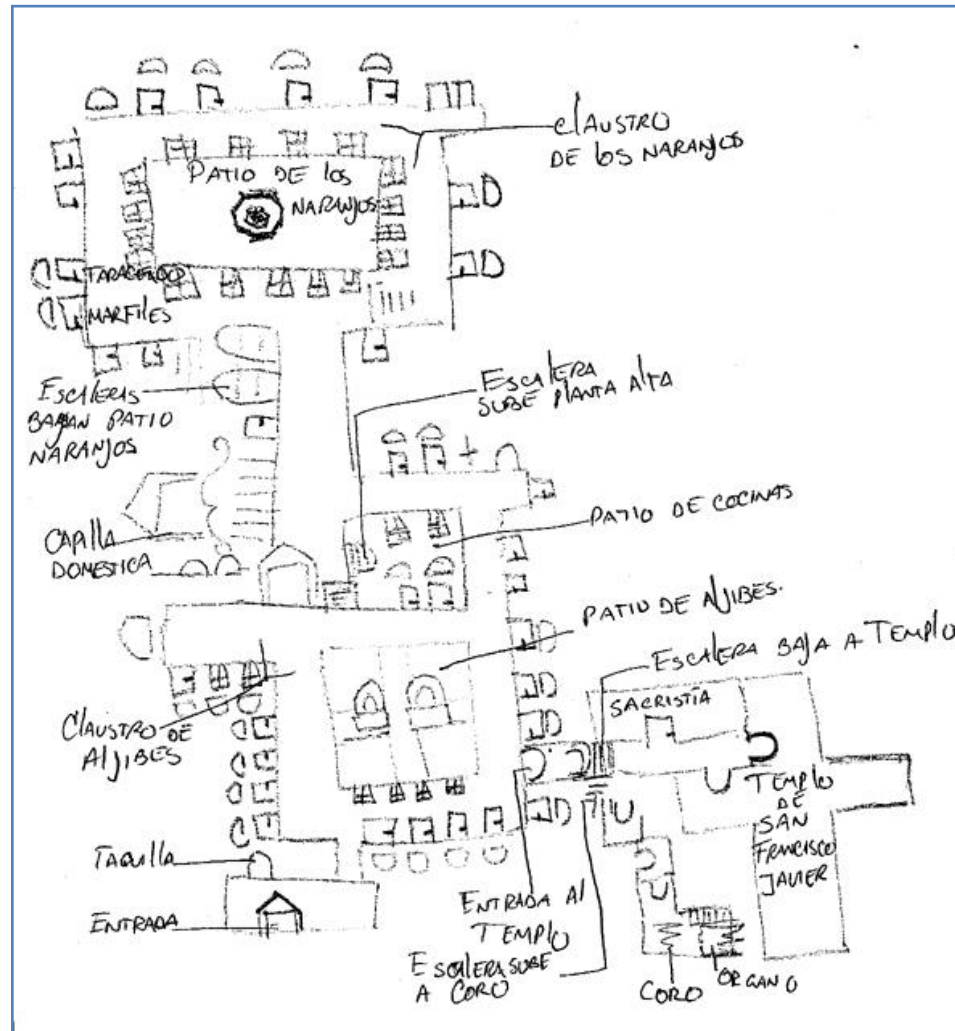 CLAUSTRO
DE LOS NARANJOS
PATIO DE LOS
NARANJOS
MARFILES
ESCALERAS
BAJAN PATIO
NARANJOS
ESCALERA
SUBE PLANTA ALTA
PATIO DE COCINAS
CAPILLA
DOMESTICA
PATIO DE ALJIBES.
ESCALERA BAJA A TEMPLO
SACRISTÍA
CLAUSTRO DE
ALJIBES
TEMPLO
DE
SAN
FRANCISCO
JAVIER
TAQUILLA
ENTRADA
ENTRADA AL
TEMPLO
ESCALERA SUBE
A CORO
CORO
ORGANO